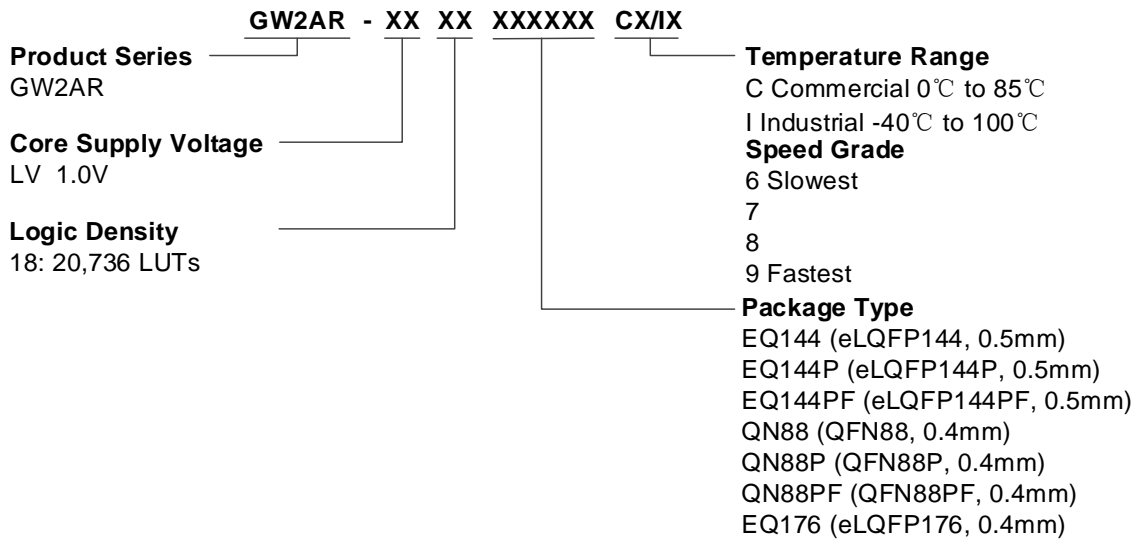 GW2AR - XX XX XXXXXX CX/IX
Product Series
GW2AR
Core Supply Voltage
LV 1.0V
Logic Density
18: 20,736 LUTs
Temperature Range
C Commercial 0℃ to 85℃
I Industrial -40℃ to 100℃
Speed Grade
6 Slowest
7
8
9 Fastest
Package Type
EQ144 (eLQFP144, 0.5mm)
EQ144P (eLQFP144P, 0.5mm)
EQ144PF (eLQFP144PF, 0.5mm)
QN88 (QFN88, 0.4mm)
QN88P (QFN88P, 0.4mm)
QN88PF (QFN88PF, 0.4mm)
EQ176 (eLQFP176, 0.4mm)